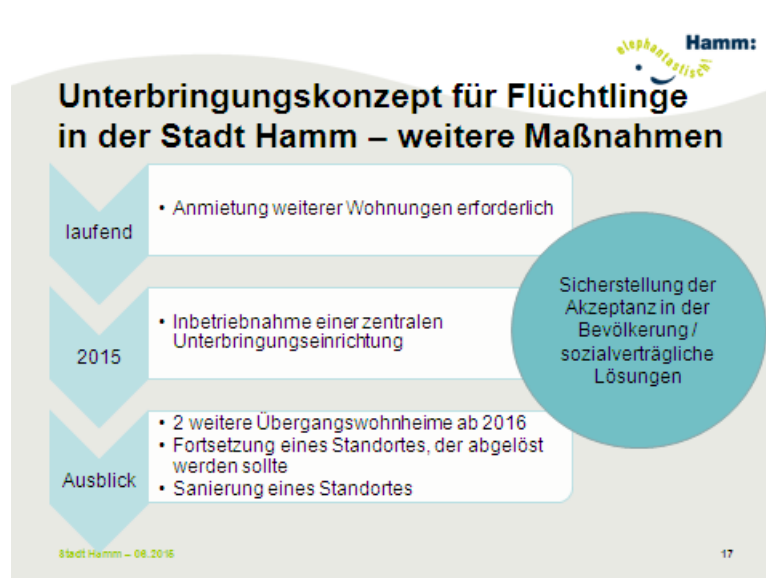 elephantastisch!
Hamm:
Unterbringungskonzept für Flüchtlinge
in der Stadt Hamm – weitere Maßnahmen
laufend
• Anmietung weiterer Wohnungen erforderlich
2015
• Inbetriebnahme einer zentralen
Unterbringungseinrichtung
Ausblick
• 2 weitere Übergangswohnheime ab 2016
• Fortsetzung eines Standortes, der abgelöst
werden sollte
• Sanierung eines Standortes
Sicherstellung der
Akzeptanz in der
Bevölkerung /
sozialverträgliche
Lösungen
Stadt Hamm – 06.2015
17